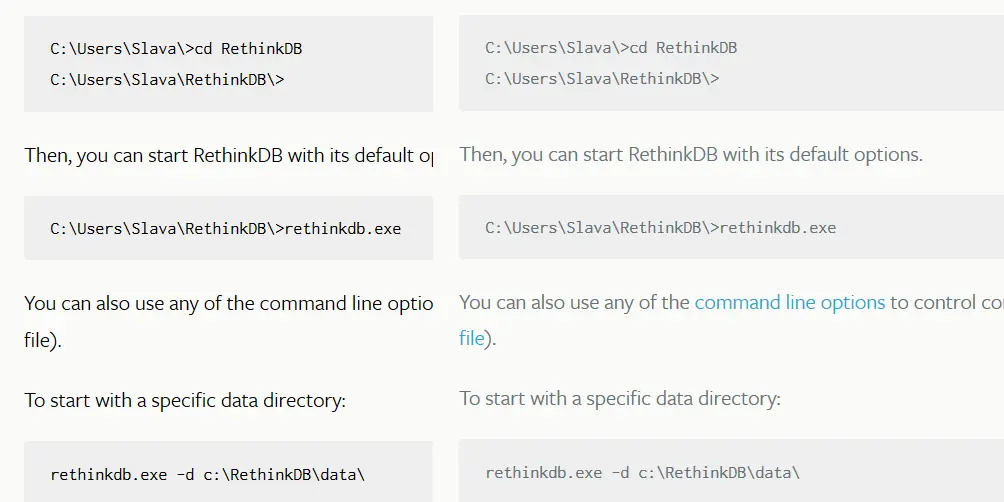 C:\Users\Slava\>cd RethinkDB
C:\Users\Slava\RethinkDB\>
Then, you can start RethinkDB with its default op
C:\Users\Slava\RethinkDB\>rethinkdb.exe
You can also use any of the command line optio
file).
To start with a specific data directory:
rethinkdb.exe -d c:\RethinkDB\data\
C:\Users\Slava\>cd RethinkDB
C:\Users\Slava\RethinkDB\>
Then, you can start RethinkDB with its default options.
C:\Users\Slava\RethinkDB\>rethinkdb.exe
You can also use any of the command line options to control co
file).
To start with a specific data directory:
rethinkdb.exe -d c:\RethinkDB\data\